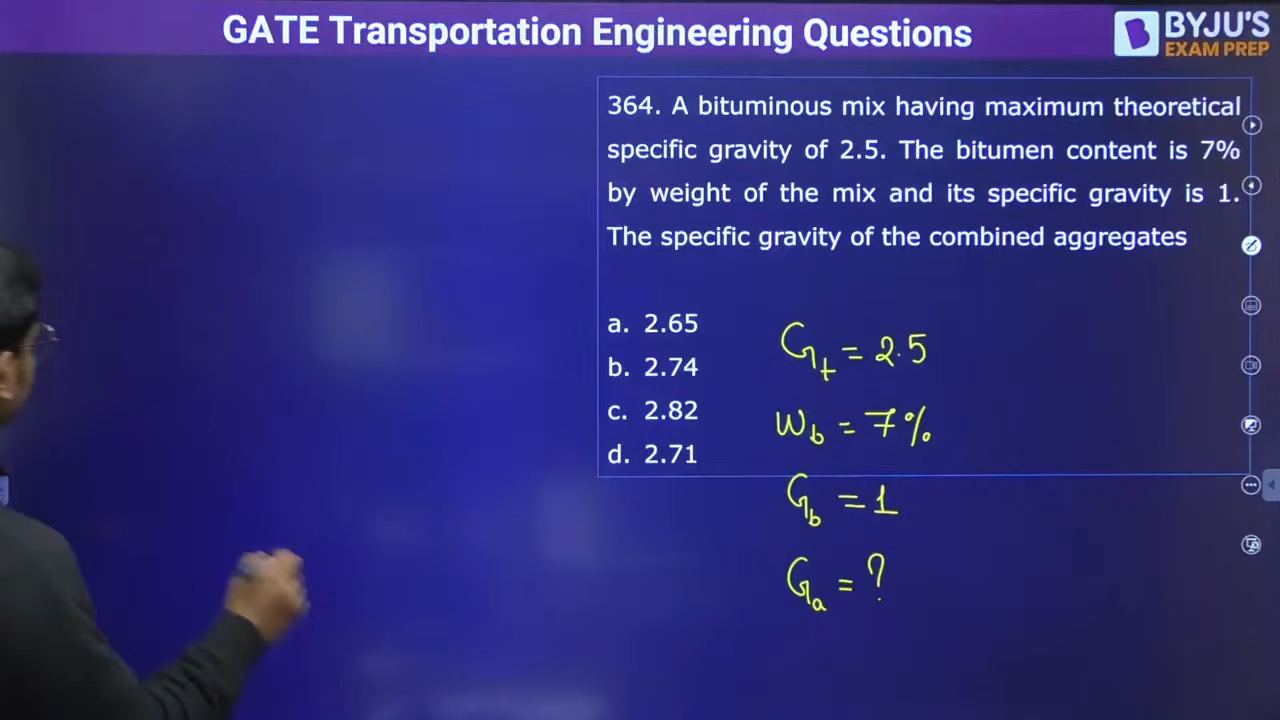 GATE Transportation Engineering Questions
BYJU'S
EXAM PREP
364. A bituminous mix having maximum theoretical
specific gravity of 2.5. The bitumen content is 7%
by weight of the mix and its specific gravity is 1.
The specific gravity of the combined aggregates
a. 2.65
b. 2.74
c. 2.82
d. 2.71
Gt = 2.5
Wb = 7%
Gb = 1
Ga = ?